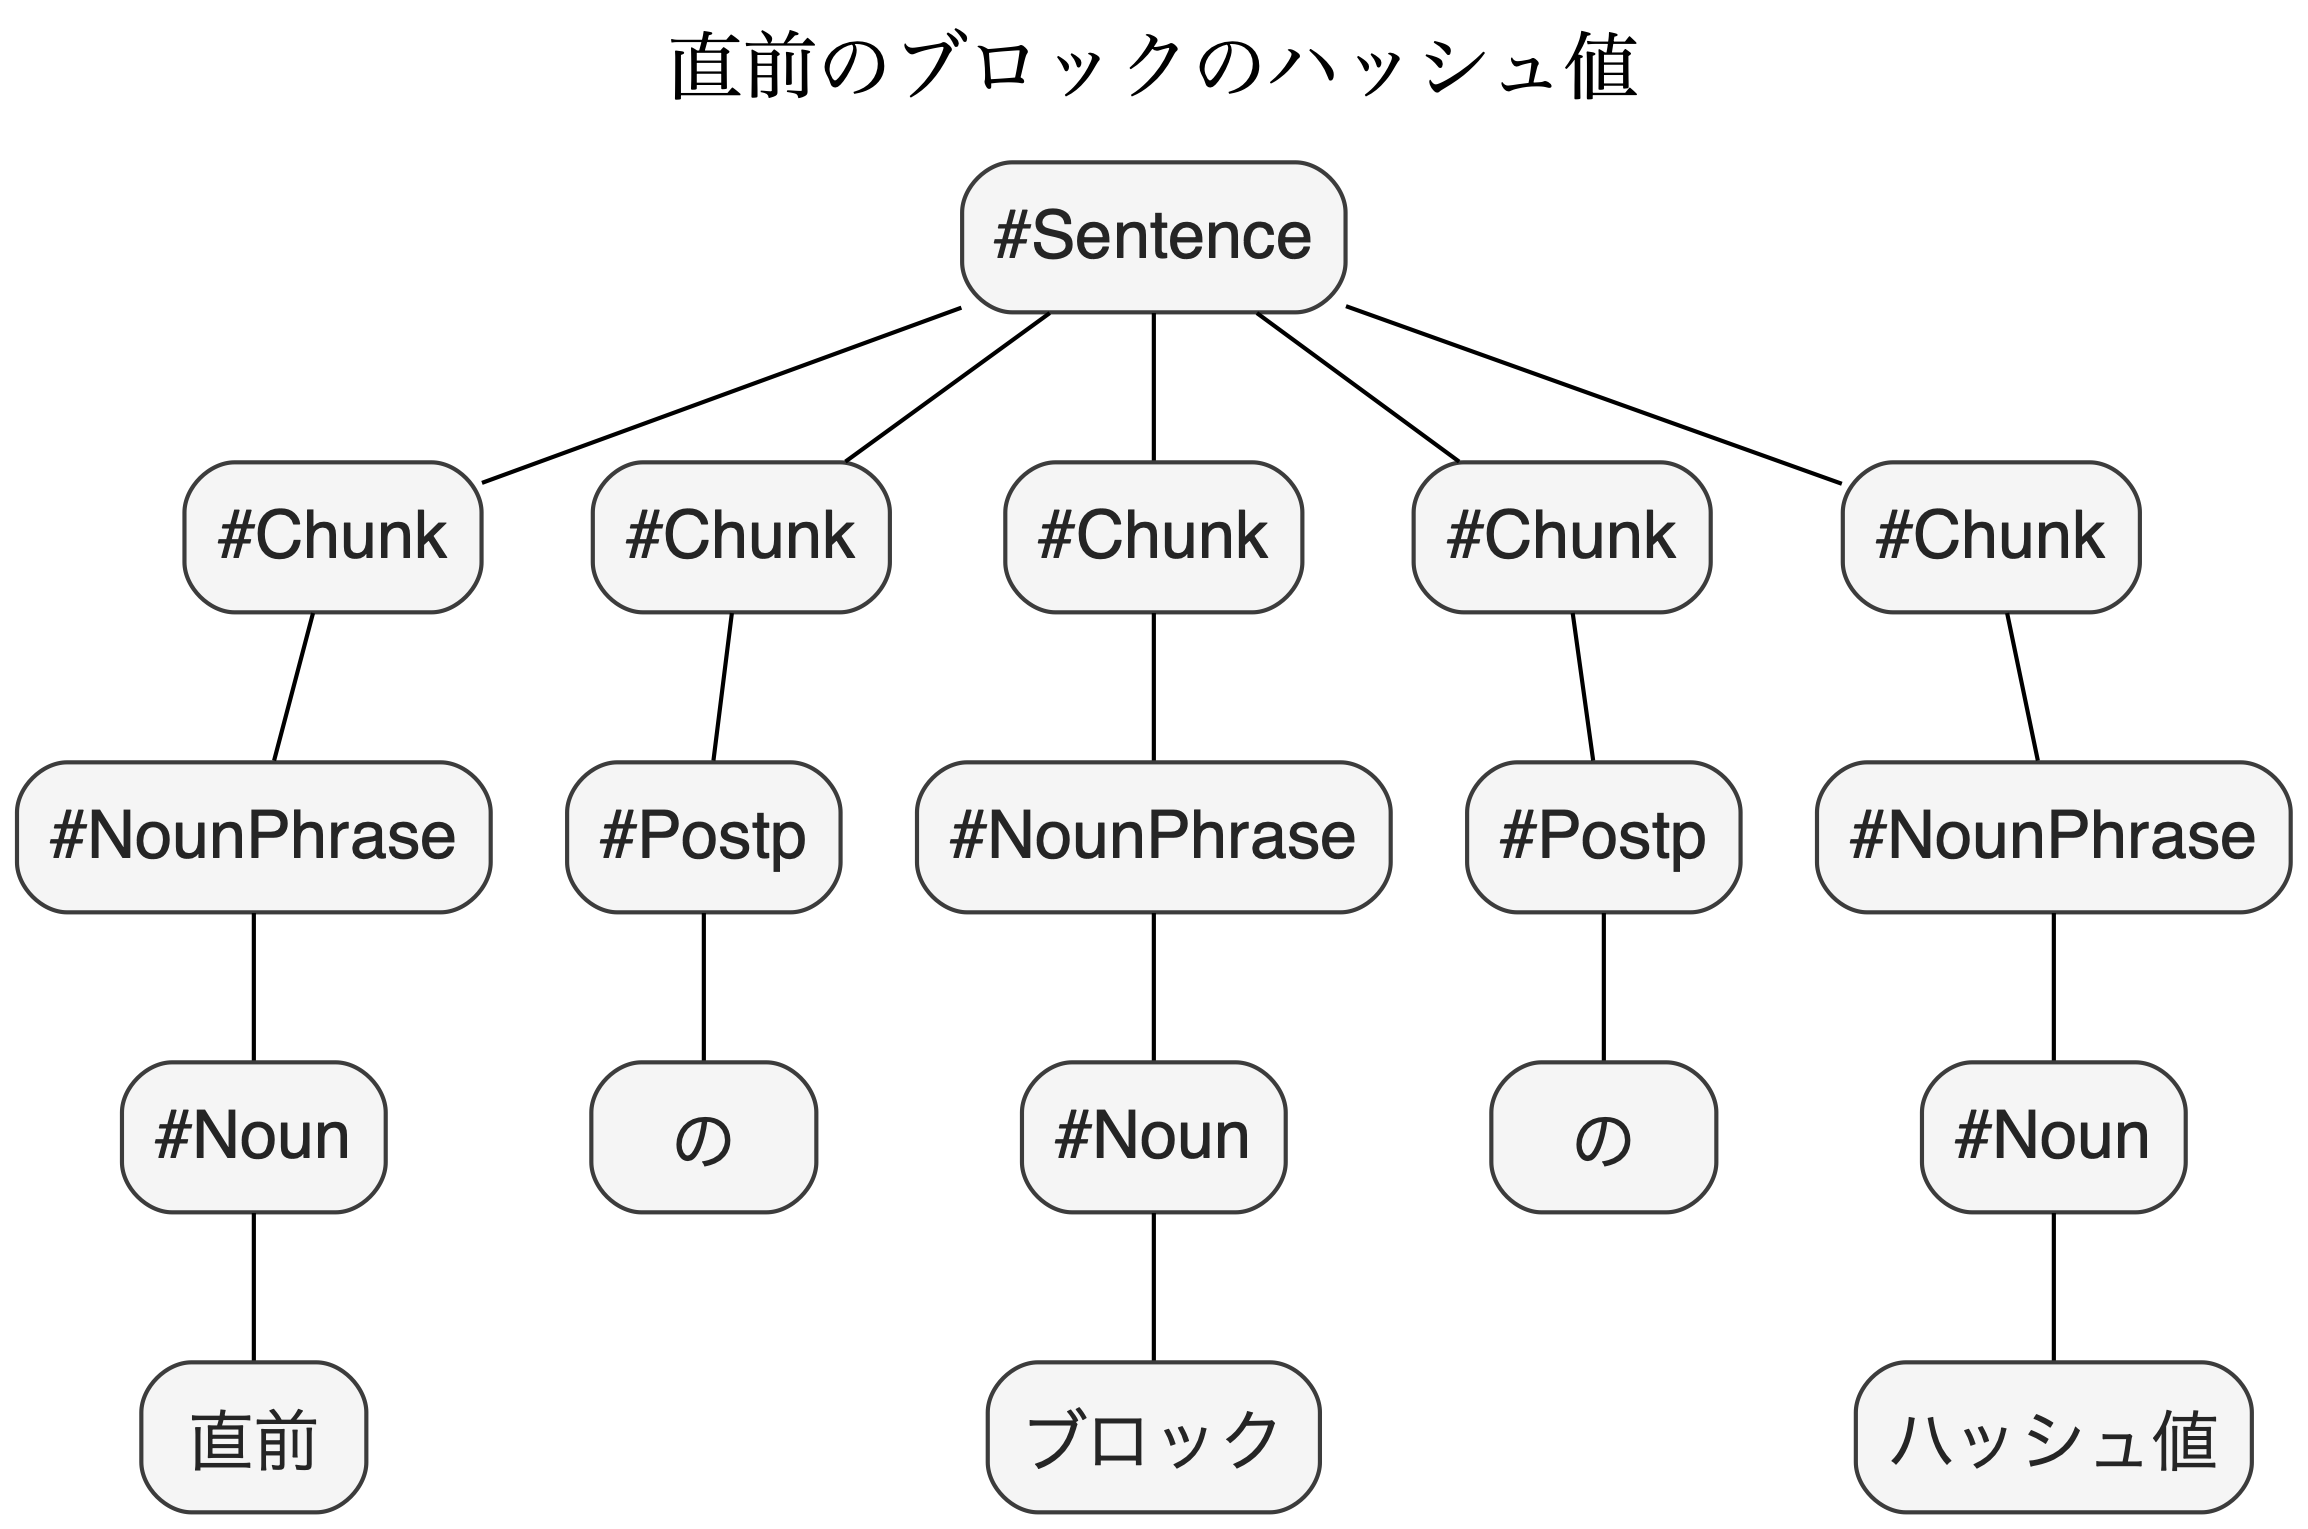 直前のブロックのハッシュ値
#Sentence
#Chunk #Chunk #Chunk #Chunk #Chunk
#NounPhrase #Postp #NounPhrase #Postp #NounPhrase
#Noun の #Noun の #Noun
直前 ブロック ハッシュ値